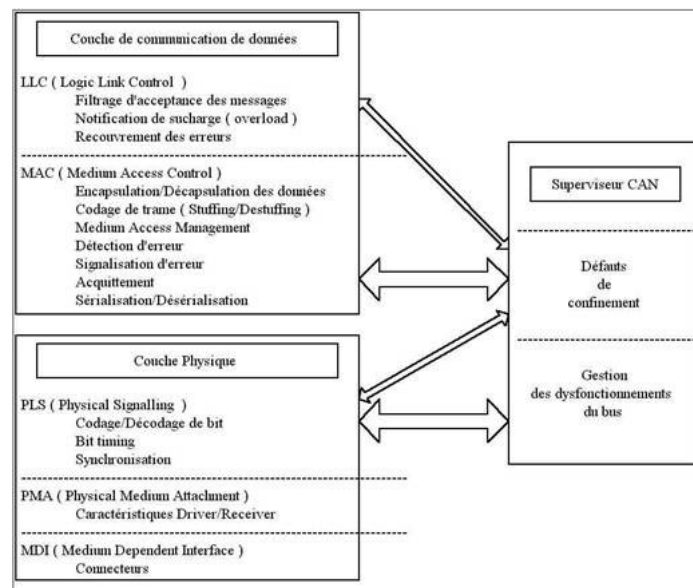 Couche de communication de données
LLC ( Logic Link Control )
Filtrage d'acceptance des messages
Notification de sucharge ( overload )
Recouvrement des erreurs
MAC ( Medium Access Control )
Encapsulation/Décapsulation des données
Codage de trame ( Stuffing/Destuffing )
Medium Access Management
Détection d'erreur
Signalisation d'erreur
Acquittement
Sérialisation/Désérialisation
Couche Physique
PLS ( Physical Signalling )
Codage/Décodage de bit
Bit timing
Synchronisation
PMA ( Physical Medium Attachment )
Caractéristiques Driver/Receiver
MDI ( Medium Dependent Interface )
Connecteurs
Superviseur CAN
Défauts
de
confinement
Gestion
des dysfonctionnements
du bus